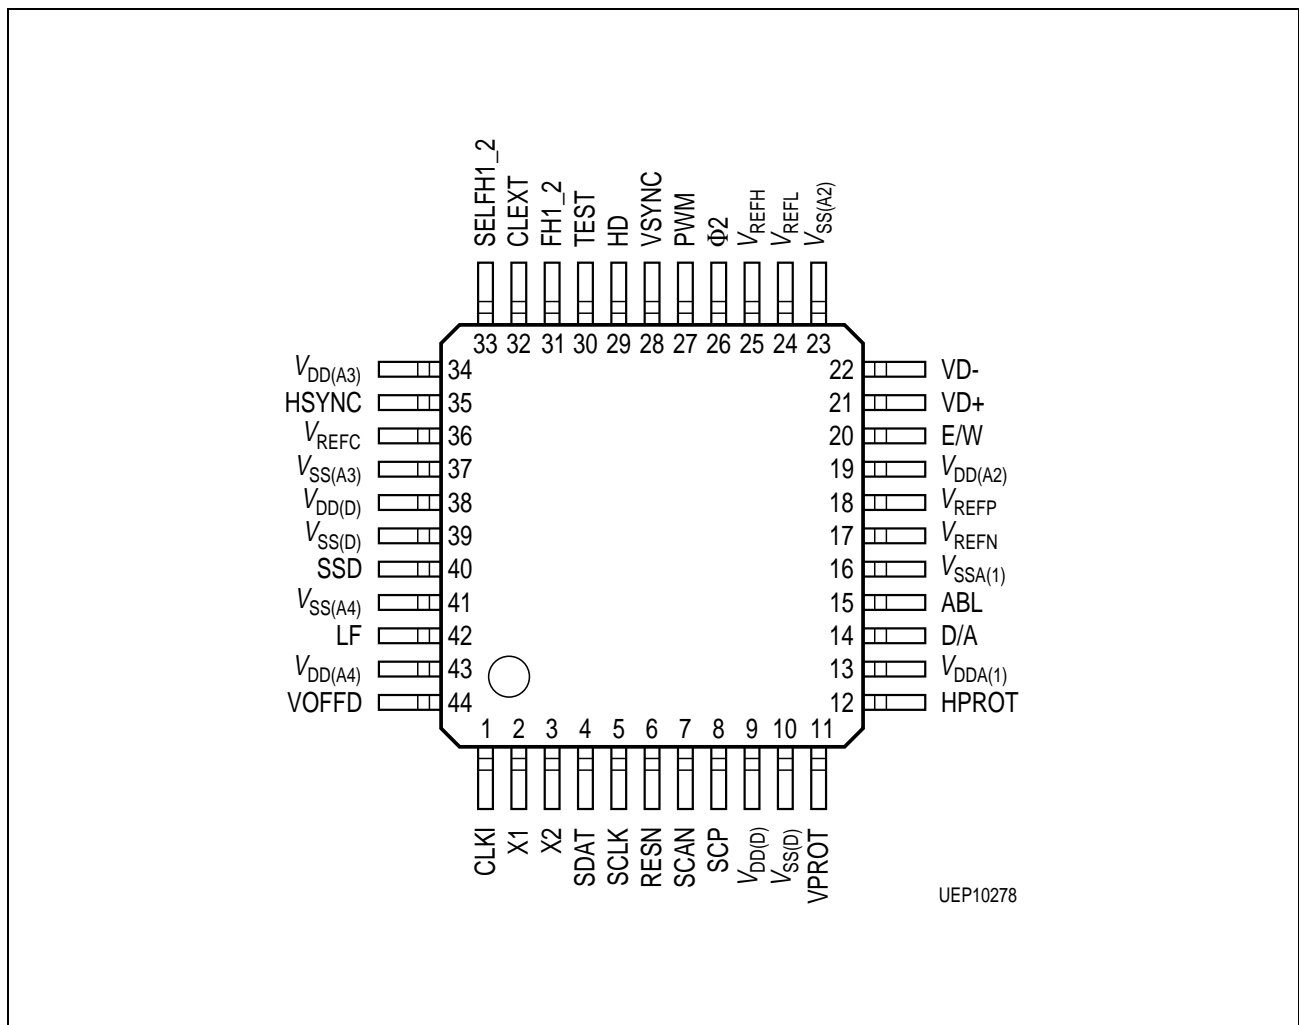 SELFH1_2
CLEXT
FH1_2
TEST
HD
VSYNC
PWM
Φ2
VREFH
VREFL
VSS(A2)
33 32 31 30 29 28 27 26 25 24 23
VDD(A3) 34
HSYNC 35
VREFC 36
VSS(A3) 37
VDD(D) 38
VSS(D) 39
SSD 40
VSS(A4) 41
LF 42
VDD(A4) 43
VOFFD 44
22 VD-
21 VD+
20 E/W
19 VDD(A2)
18 VREFP
17 VREFN
16 VSSA(1)
15 ABL
14 D/A
13 VDDA(1)
12 HPROT
1 2 3 4 5 6 7 8 9 10 11
CLKI
X1
X2
SDAT
SCLK
RESN
SCAN
SCP
VDD(D)
VSS(D)
VPROT
UEP10278